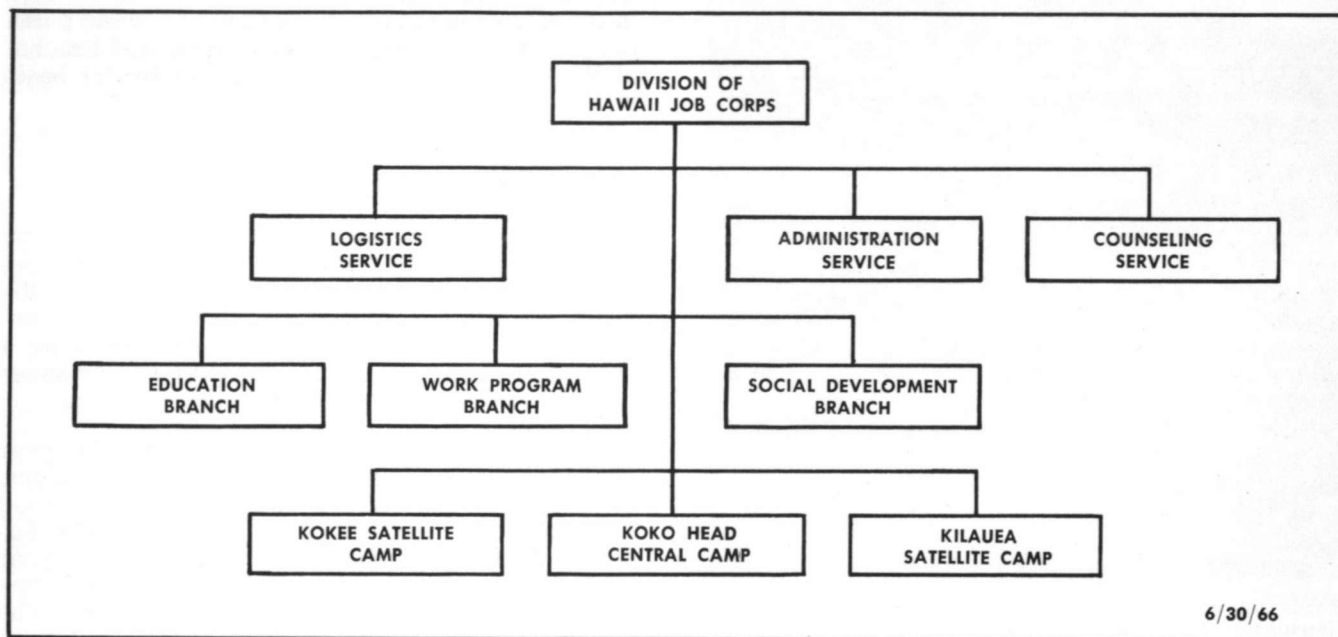 DIVISION OF
HAWAII JOB CORPS
LOGISTICS
SERVICE
ADMINISTRATION
SERVICE
COUNSELING
SERVICE
EDUCATION
BRANCH
WORK PROGRAM
BRANCH
SOCIAL DEVELOPMENT
BRANCH
KOKEE SATELLITE
CAMP
KOKO HEAD
CENTRAL CAMP
KILAUEA
SATELLITE CAMP
6/30/66